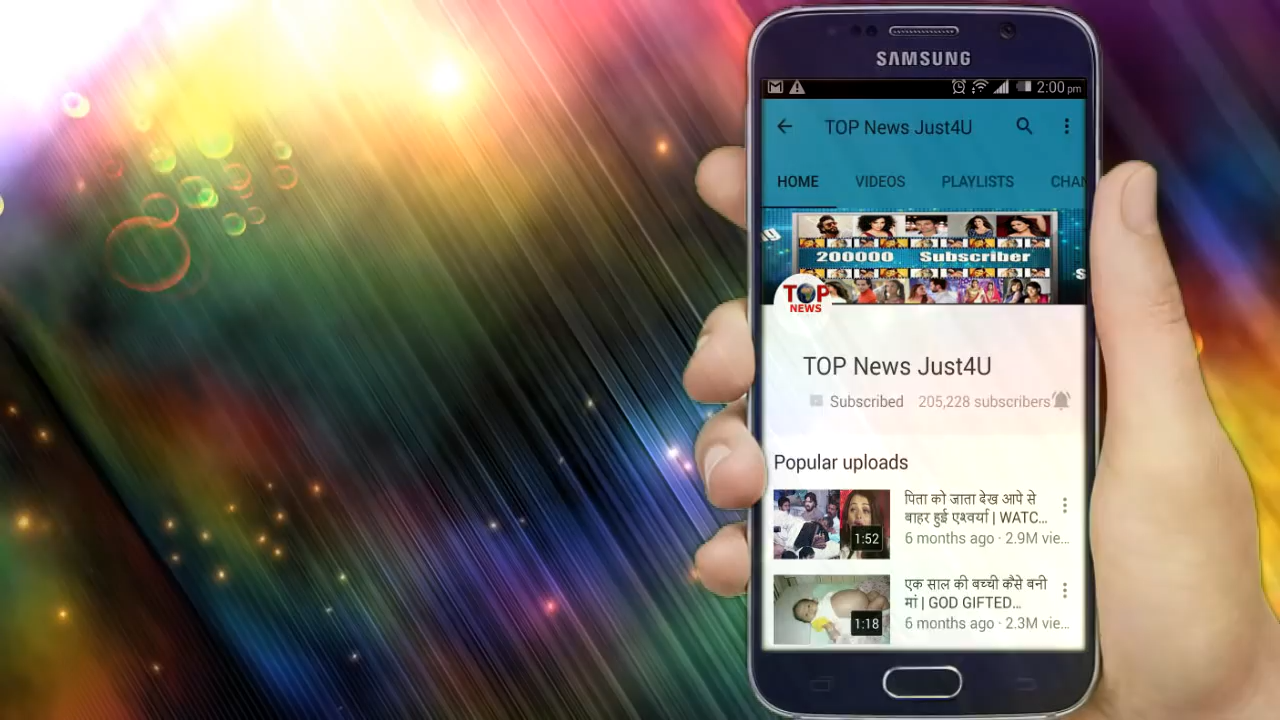 SAMSUNG
2:00 pm
TOP News Just4U
HOME VIDEOS PLAYLISTS CHAN
200000 Subscriber
TOP
NEWS
TOP News Just4U
Subscribed 205,228 subscribers
Popular uploads
पिता को जाता देख आपे से
बाहर हुई एश्वर्या | WATC...
1:52
6 months ago · 2.9M vie...
एक साल की बच्ची कैसे बनी
मां | GOD GIFTED...
1:18
6 months ago · 2.3M vie...